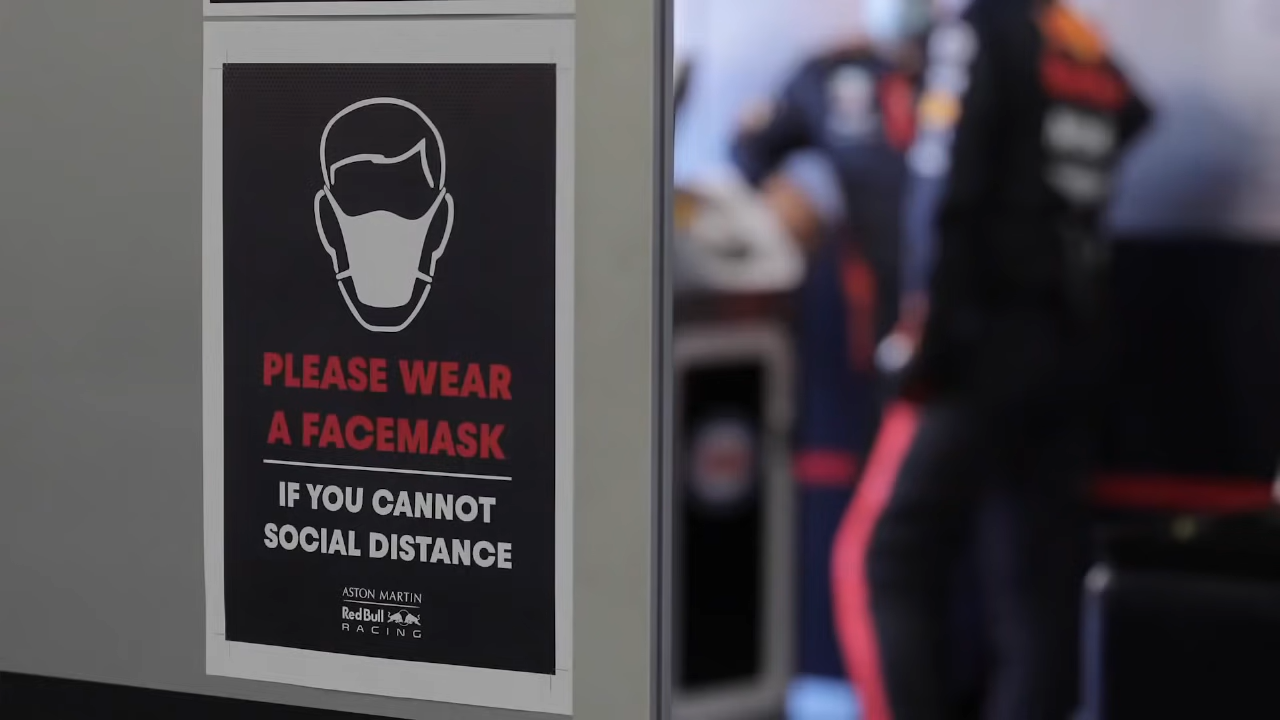 PLEASE WEAR
A FACEMASK
IF YOU CANNOT
SOCIAL DISTANCE
ASTON MARTIN
Red Bull
RACING